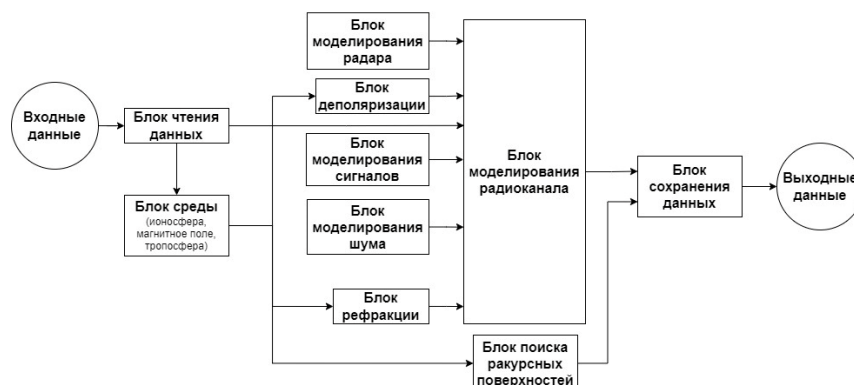 Блок
моделирования
радара
Входные
данные
Блок чтения
данных
Блок
деполяризации
Блок
моделирования
сигналов
Блок среды
(ионосфера,
магнитное поле,
тропосфера)
Блок
моделирования
шума
Блок
рефракции
Блок
моделирования
радиоканала
Блок поиска
ракурсных
поверхностей
Блок
сохранения
данных
Выходные
данные